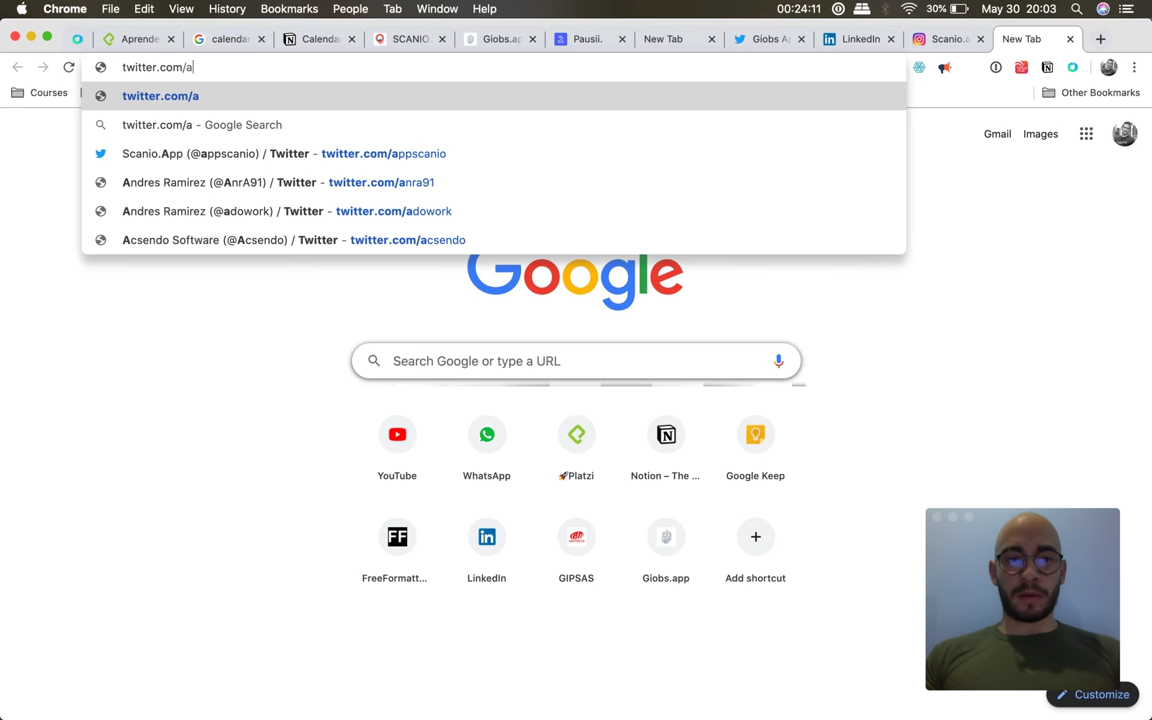 Chrome File Edit View History Bookmarks People Tab Window Help 00:24:11 30% May 30 20:03
Aprende calendar Calenda SCANIO Giobs.ap Pausii. New Tab Giobs A LinkedIn Scanio.a New Tab
twitter.com/a
Courses Other Bookmarks
twitter.com/a
twitter.com/a - Google Search
Scanio.App (@appscanio) / Twitter - twitter.com/appscanio
Andres Ramirez (@AnrA91) / Twitter - twitter.com/anra91
Andres Ramirez (@adowork) / Twitter - twitter.com/adowork
Acsendo Software (@Acsendo) / Twitter - twitter.com/acsendo
Gmail Images
Google
Search Google or type a URL
YouTube WhatsApp 🚀Platzi Notion – The ... Google Keep
FF
FreeFormatt... LinkedIn GIPSAS Giobs.app Add shortcut
Customize